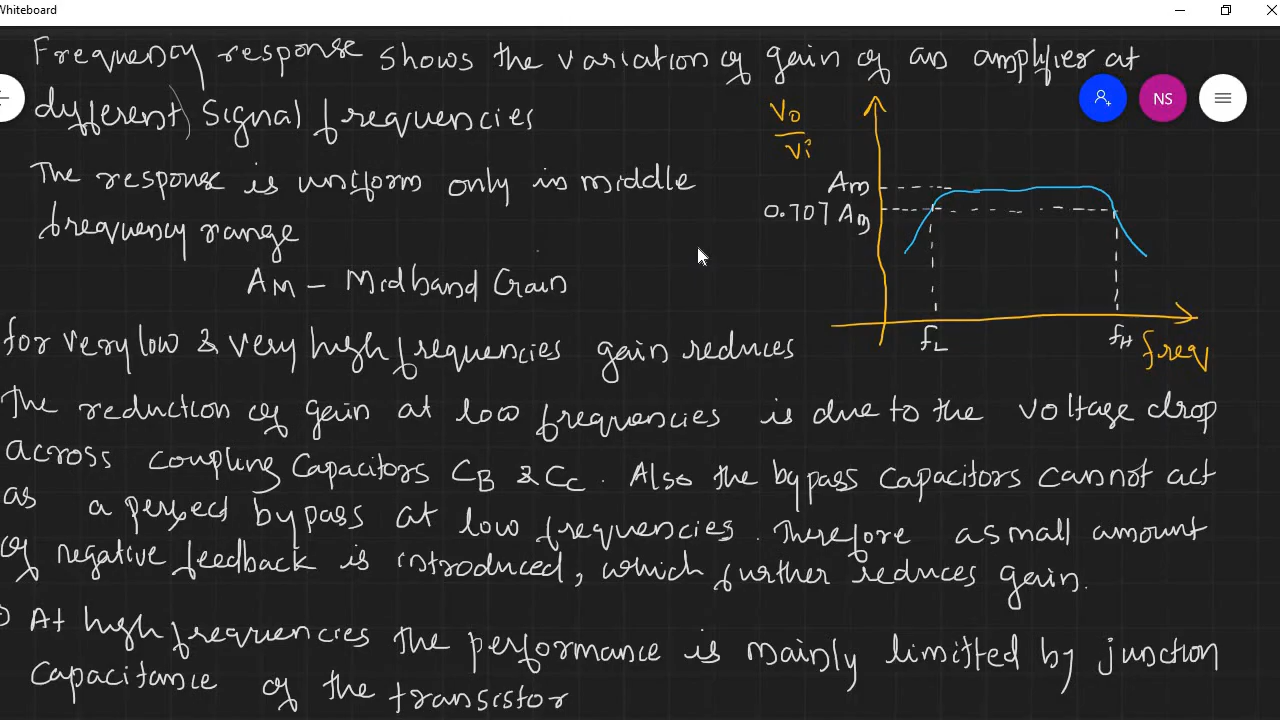 Whiteboard
Frequency response shows the variation of gain of an amplifier at
different) signal frequencies
NS
Vo
Vi
The response is uniform only in middle
frequency range
Am
0.707 Am
AM - Midband Gain
for very low & very high frequencies gain reduces
fL
fH
freq
The reduction of gain at low frequencies is due to the voltage drop
across coupling capacitors CB & CC. Also the bypass capacitors cannot act
as a perfect bypass at low frequencies. Therefore a small amount
of negative feedback is introduced, which further reduces gain.
At high frequencies the performance is mainly limitted by junction
capacitance of the transistor